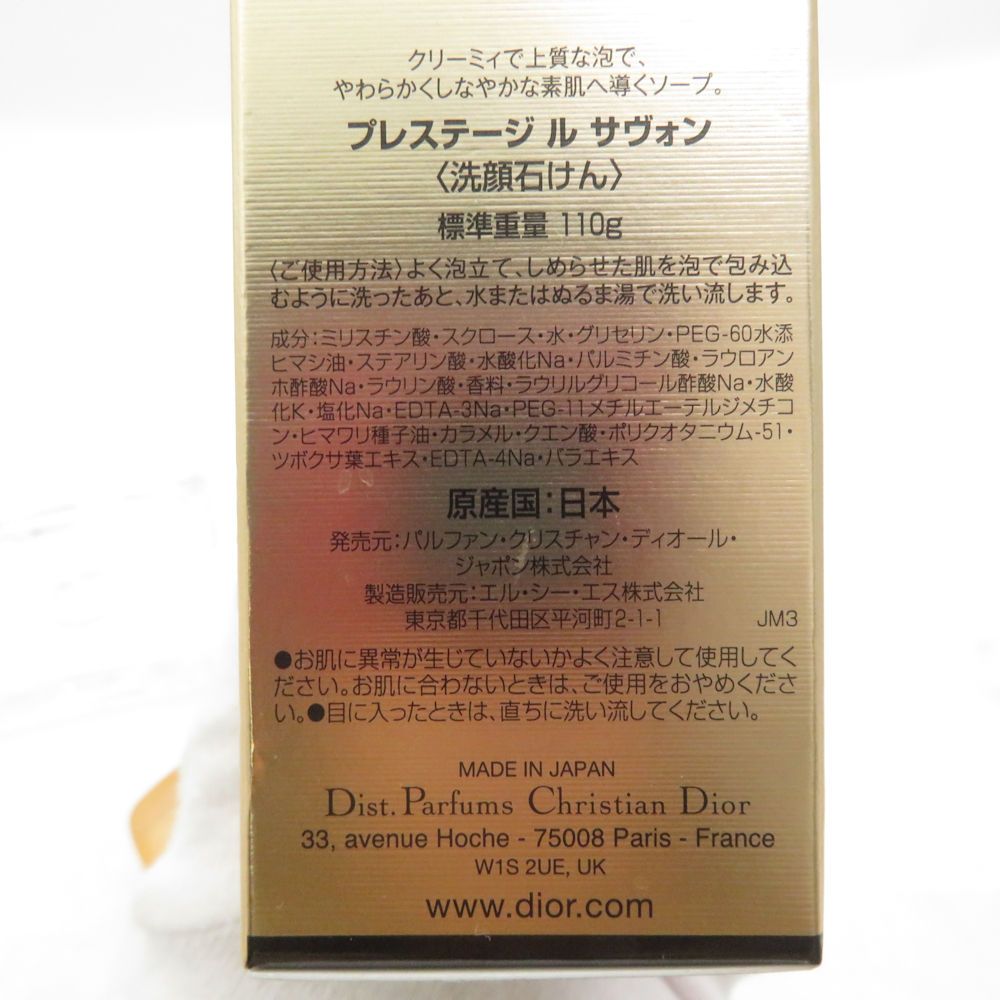 クリーミィで上質な泡で、
やわらかくしなやかな素肌へ導くソープ。
プレステージ ル サヴォン
〈洗顔石けん〉
標準重量 110g
〈ご使用方法〉よく泡立て、しめらせた肌を泡で包み込
むように洗ったあと、水またはぬるま湯で洗い流します。
成分：ミリスチン酸・スクロース・水・グリセリン・PEG-60水添
ヒマシ油・ステアリン酸・水酸化Na・パルミチン酸・ラウロアン
ホ酢酸Na・ラウリン酸・香料・ラウリルグリコール酢酸Na・水酸
化K・塩化Na・EDTA-3Na・PEG-11メチルエーテルジメチコ
ン・ヒマワリ種子油・カラメル・クエン酸・ポリクオタニウム-51・
ツボクサ葉エキス・EDTA-4Na・バラエキス
原産国：日本
発売元：パルファン・クリスチャン・ディオール・
ジャポン株式会社
製造販売元：エル・シー・エス株式会社
東京都千代田区平河町2-1-1 JM3
●お肌に異常が生じていないかよく注意して使用してく
ださい。お肌に合わないときは、ご使用をおやめくださ
い。●目に入ったときは、直ちに洗い流してください。
MADE IN JAPAN
Dist. Parfums Christian Dior
33, avenue Hoche - 75008 Paris - France
W1S 2UE, UK
www.dior.com